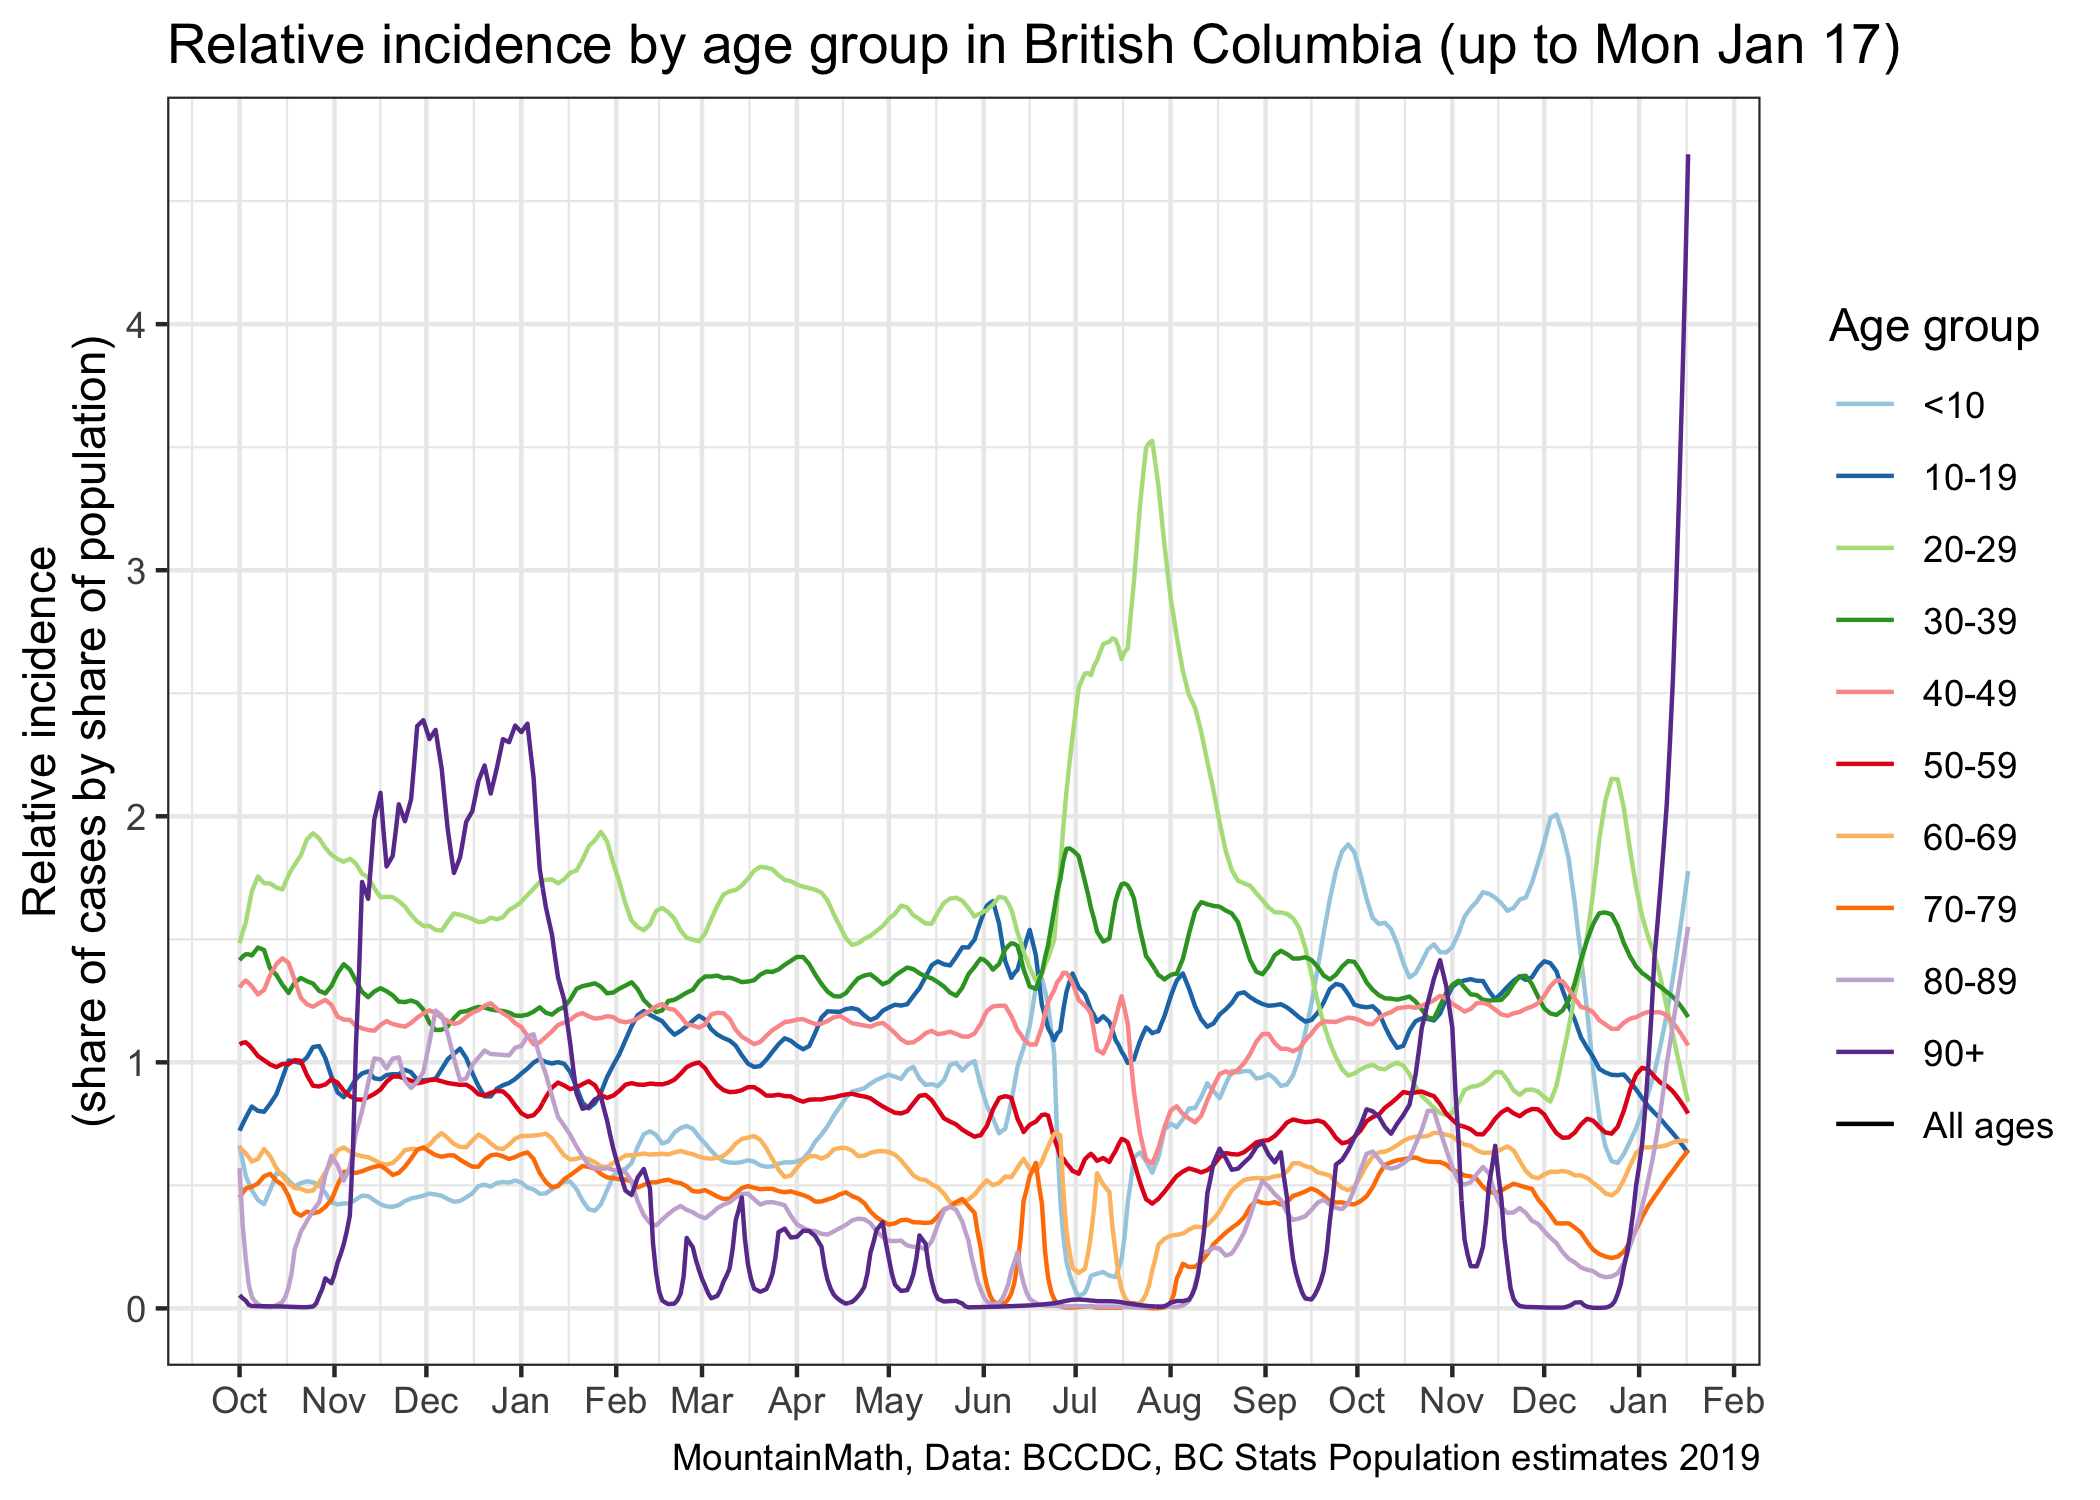 Relative incidence by age group in British Columbia (up to Mon Jan 17)
Relative incidence
(share of cases by share of population)
4
3
2
1
0
Oct Nov Dec Jan Feb Mar Apr May Jun Jul Aug Sep Oct Nov Dec Jan Feb
Age group
<10
10-19
20-29
30-39
40-49
50-59
60-69
70-79
80-89
90+
All ages
MountainMath, Data: BCCDC, BC Stats Population estimates 2019